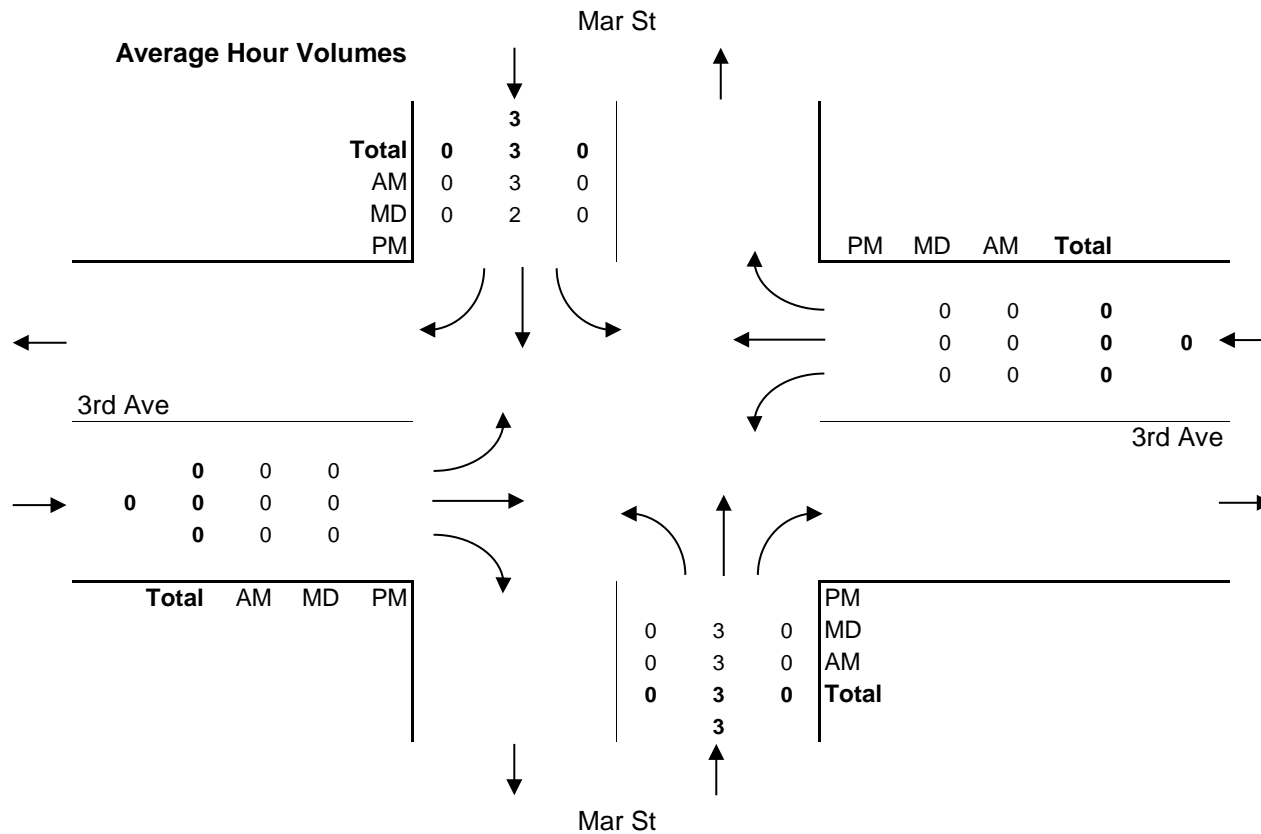 Mar St
Average Hour Volumes
3
Total 0 3 0
AM 0 3 0
MD 0 2 0
PM
PM MD AM Total
0 0 0
0 0 0 0
0 0 0
3rd Ave
3rd Ave
0 0 0
0 0 0 0
0 0 0
Total AM MD PM
PM
0 3 0 MD
0 3 0 AM
0 3 0 Total
3
Mar St